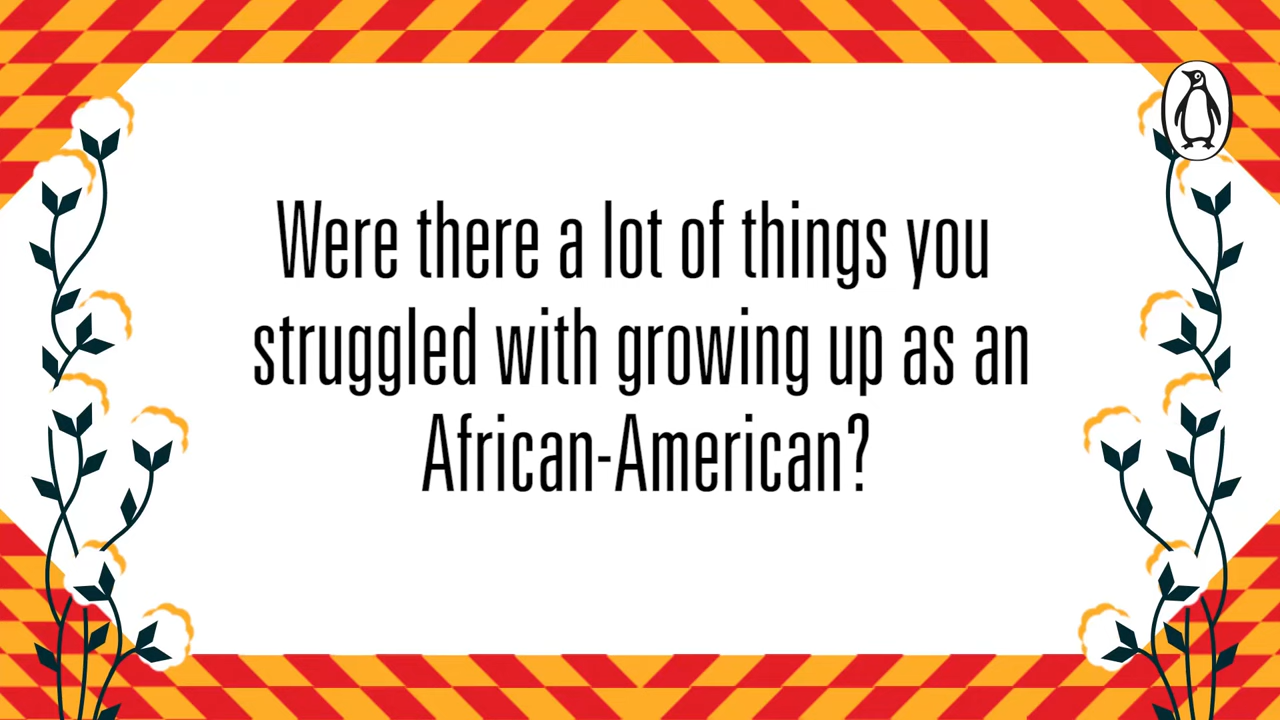 Were there a lot of things you
struggled with growing up as an
African-American?